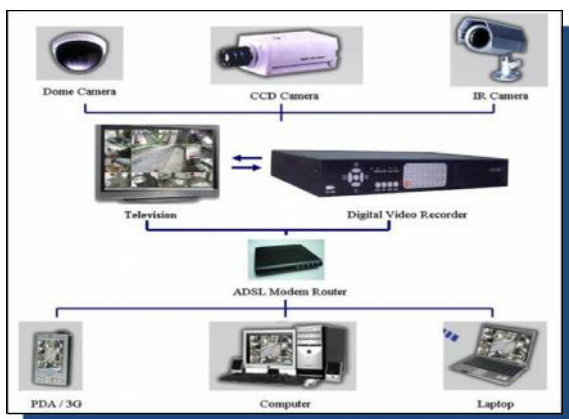 Dome Camera
CCD Camera
IR Camera
Television
Digital Video Recorder
ADSL Modem Router
PDA / 3G
Computer
Laptop